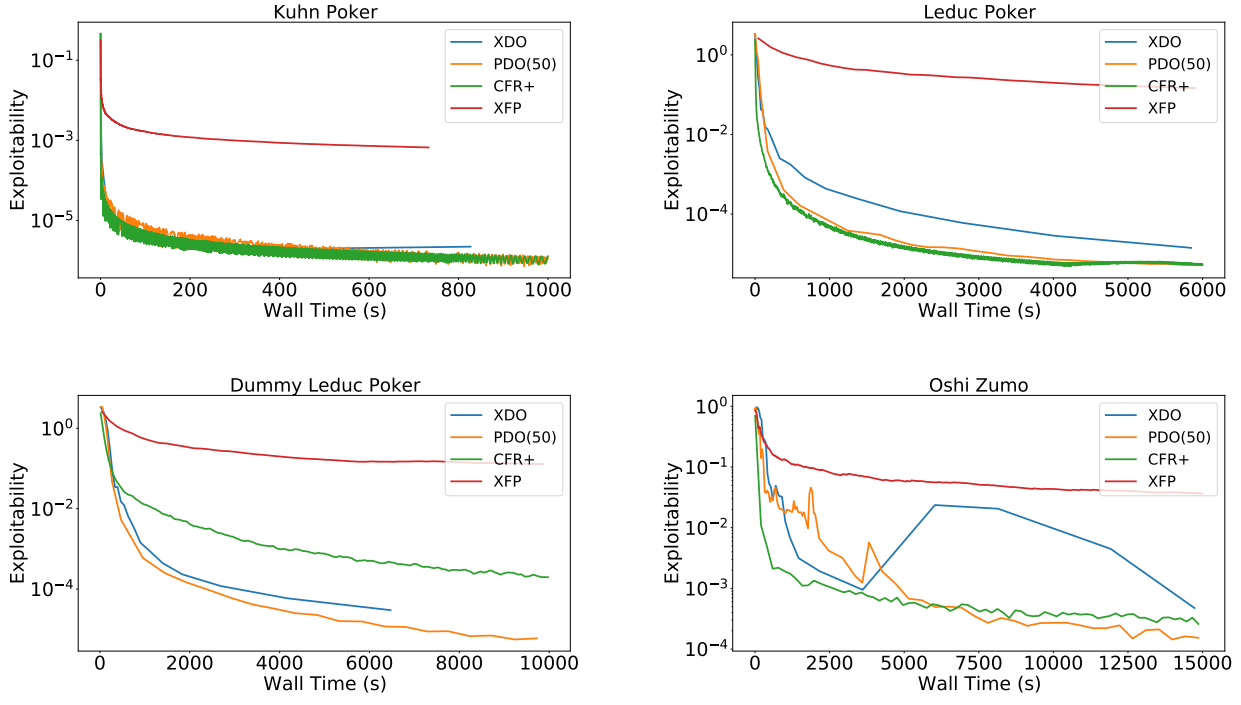 Kuhn Poker
Exploitability
10^-1
10^-3
10^-5
XDO
PDO(50)
CFR+
XFP
0 200 400 600 800 1000
Wall Time (s)
Leduc Poker
Exploitability
10^0
10^-2
10^-4
XDO
PDO(50)
CFR+
XFP
0 1000 2000 3000 4000 5000 6000
Wall Time (s)
Dummy Leduc Poker
Exploitability
10^0
10^-2
10^-4
XDO
PDO(50)
CFR+
XFP
0 2000 4000 6000 8000 10000
Wall Time (s)
Oshi Zumo
Exploitability
10^0
10^-1
10^-2
10^-3
10^-4
XDO
PDO(50)
CFR+
XFP
0 2500 5000 7500 10000 12500 15000
Wall Time (s)